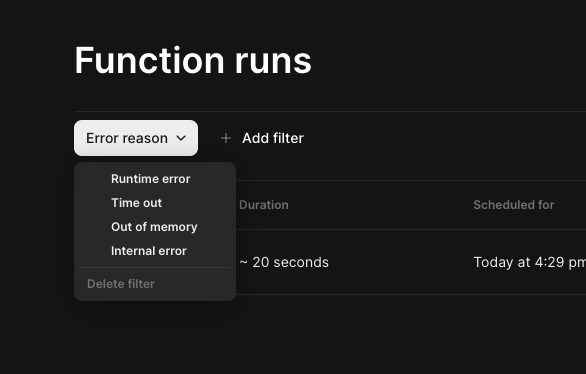 Function runs
Error reason
Add filter
Runtime error
Time out
Out of memory
Internal error
Delete filter
Duration
Scheduled for
~ 20 seconds
Today at 4:29 pm